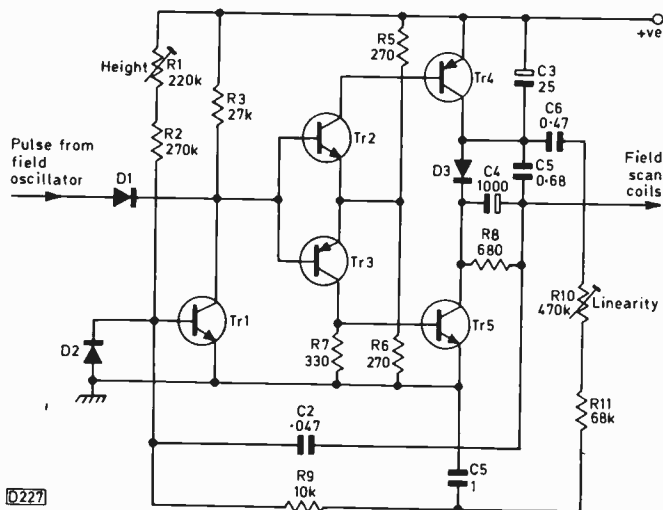 R5
270
+ve
Height
R1
220k
R3
27k
Tr4
C3
25
Tr2
C6
0·47
R2
270k
Pulse from
field
oscillator
D1
D3
C4
1000
C5
0·68
Field
scan
coils
R8
680
Tr3
R10
470k
Linearity
Tr1
Tr5
D2
R7
330
R6
270
C2
·047
R11
68k
C5
1
R9
10k
D227